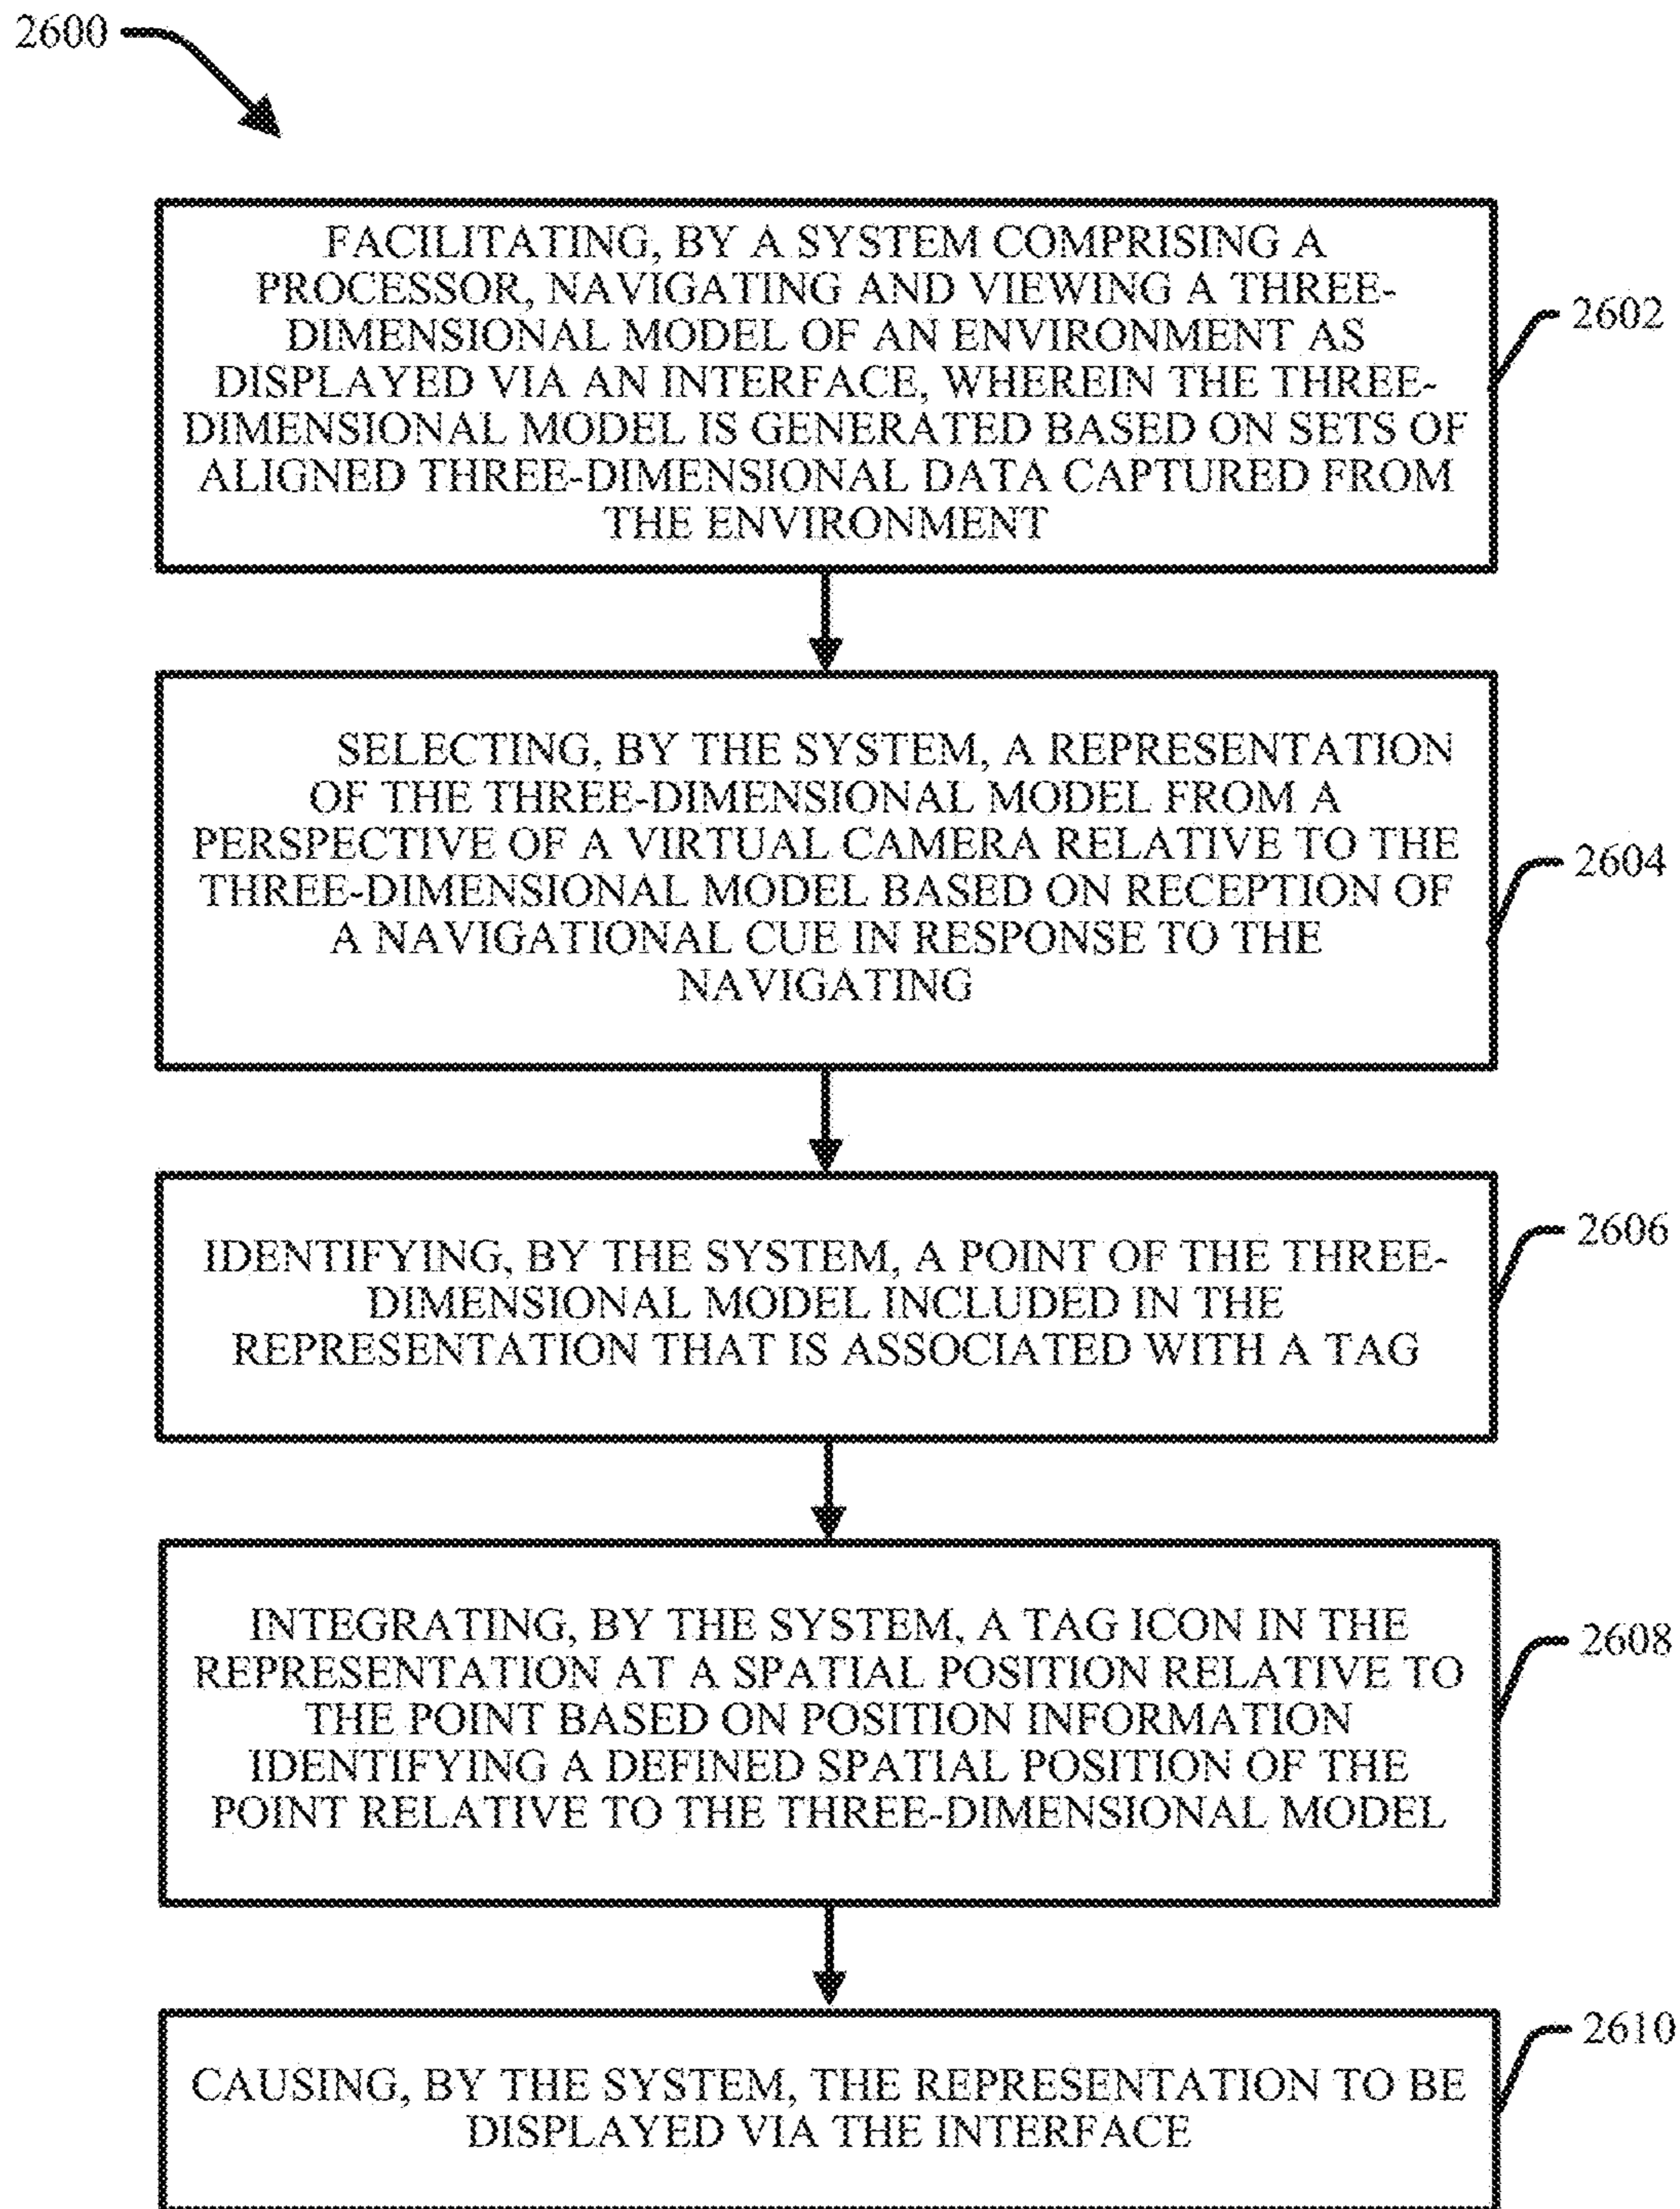 2600
FACILITATING, BY A SYSTEM COMPRISING A
PROCESSOR, NAVIGATING AND VIEWING A THREE-
DIMENSIONAL MODEL OF AN ENVIRONMENT AS
DISPLAYED VIA AN INTERFACE, WHEREIN THE THREE-
DIMENSIONAL MODEL IS GENERATED BASED ON SETS OF
ALIGNED THREE-DIMENSIONAL DATA CAPTURED FROM
THE ENVIRONMENT
2602
SELECTING, BY THE SYSTEM, A REPRESENTATION
OF THE THREE-DIMENSIONAL MODEL FROM A
PERSPECTIVE OF A VIRTUAL CAMERA RELATIVE TO THE
THREE-DIMENSIONAL MODEL BASED ON RECEPTION OF
A NAVIGATIONAL CUE IN RESPONSE TO THE
NAVIGATING
2604
IDENTIFYING, BY THE SYSTEM, A POINT OF THE THREE-
DIMENSIONAL MODEL INCLUDED IN THE
REPRESENTATION THAT IS ASSOCIATED WITH A TAG
2606
INTEGRATING, BY THE SYSTEM, A TAG ICON IN THE
REPRESENTATION AT A SPATIAL POSITION RELATIVE TO
THE POINT BASED ON POSITION INFORMATION
IDENTIFYING A DEFINED SPATIAL POSITION OF THE
POINT RELATIVE TO THE THREE-DIMENSIONAL MODEL
2608
CAUSING, BY THE SYSTEM, THE REPRESENTATION TO BE
DISPLAYED VIA THE INTERFACE
2610